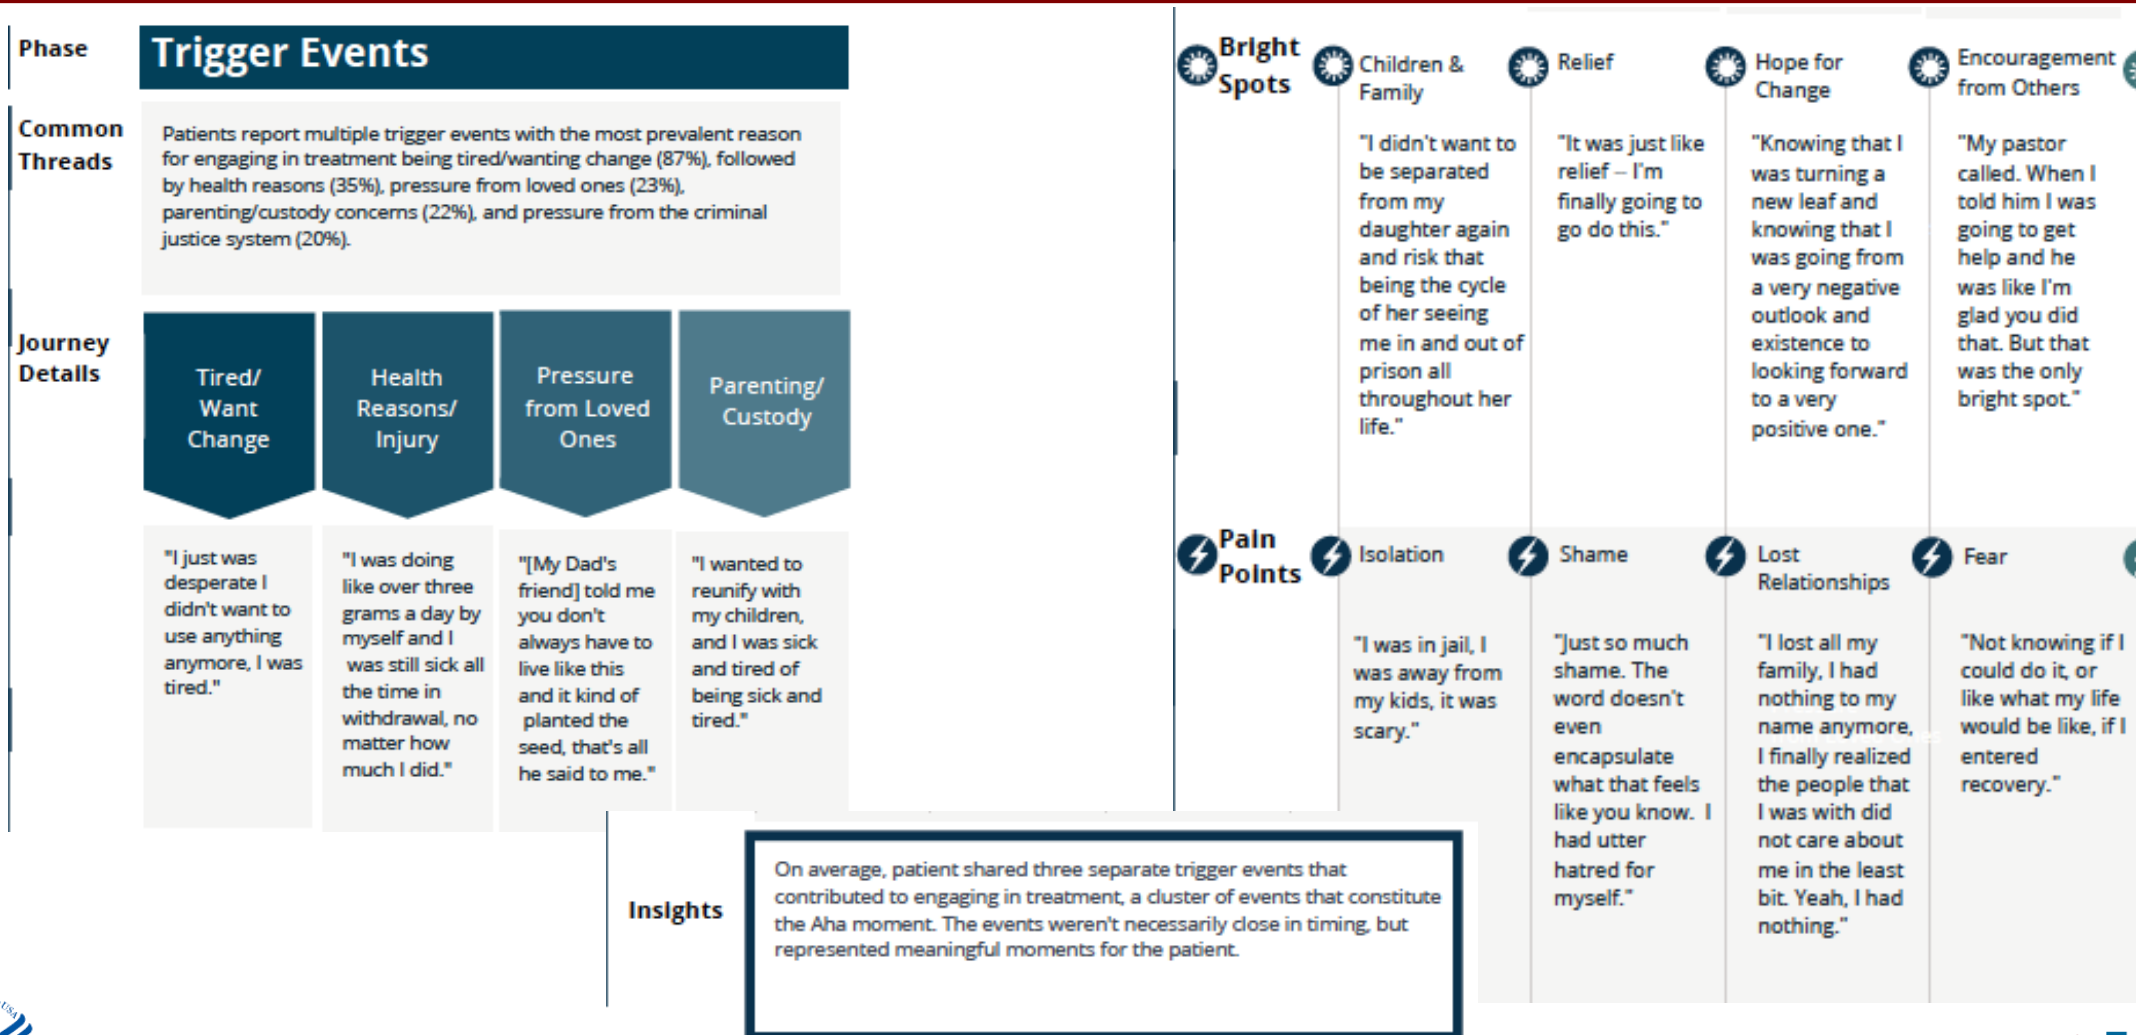 Phase
Trigger Events
Common
Threads
Patients report multiple trigger events with the most prevalent reason
for engaging in treatment being tired/wanting change (87%), followed
by health reasons (35%), pressure from loved ones (23%),
parenting/custody concerns (22%), and pressure from the criminal
justice system (20%).
Journey
Details
Tired/
Want
Change
Health
Reasons/
Injury
Pressure
from Loved
Ones
Parenting/
Custody
"I just was
desperate I
didn't want to
use anything
anymore, I was
tired."
"I was doing
like over three
grams a day by
myself and I
was still sick all
the time in
withdrawal, no
matter how
much I did."
"[My Dad's
friend] told me
you don't
always have to
live like this
and it kind of
planted the
seed, that's all
he said to me."
"I wanted to
reunify with
my children,
and I was sick
and tired of
being sick and
tired."
Bright
Spots
Children &
Family
"I didn't want to
be separated
from my
daughter again
and risk that
being the cycle
of her seeing
me in and out of
prison all
throughout her
life."
Relief
"It was just like
relief – I'm
finally going to
go do this."
Hope for
Change
"Knowing that I
was turning a
new leaf and
knowing that I
was going from
a very negative
outlook and
existence to
looking forward
to a very
positive one."
Encouragement
from Others
"My pastor
called. When I
told him I was
going to get
help and he
was like I'm
glad you did
that. But that
was the only
bright spot."
Pain
Points
Isolation
"I was in jail, I
was away from
my kids, it was
scary."
Shame
"Just so much
shame. The
word doesn't
even
encapsulate
what that feels
like you know. I
had utter
hatred for
myself."
Lost
Relationships
"I lost all my
family, I had
nothing to my
name anymore,
I finally realized
the people that
I was with did
not care about
me in the least
bit. Yeah, I had
nothing."
Fear
"Not knowing if I
could do it, or
like what my life
would be like, if I
entered
recovery."
Insights
On average, patient shared three separate trigger events that
contributed to engaging in treatment, a cluster of events that constitute
the Aha moment. The events weren't necessarily close in timing, but
represented meaningful moments for the patient.
USA